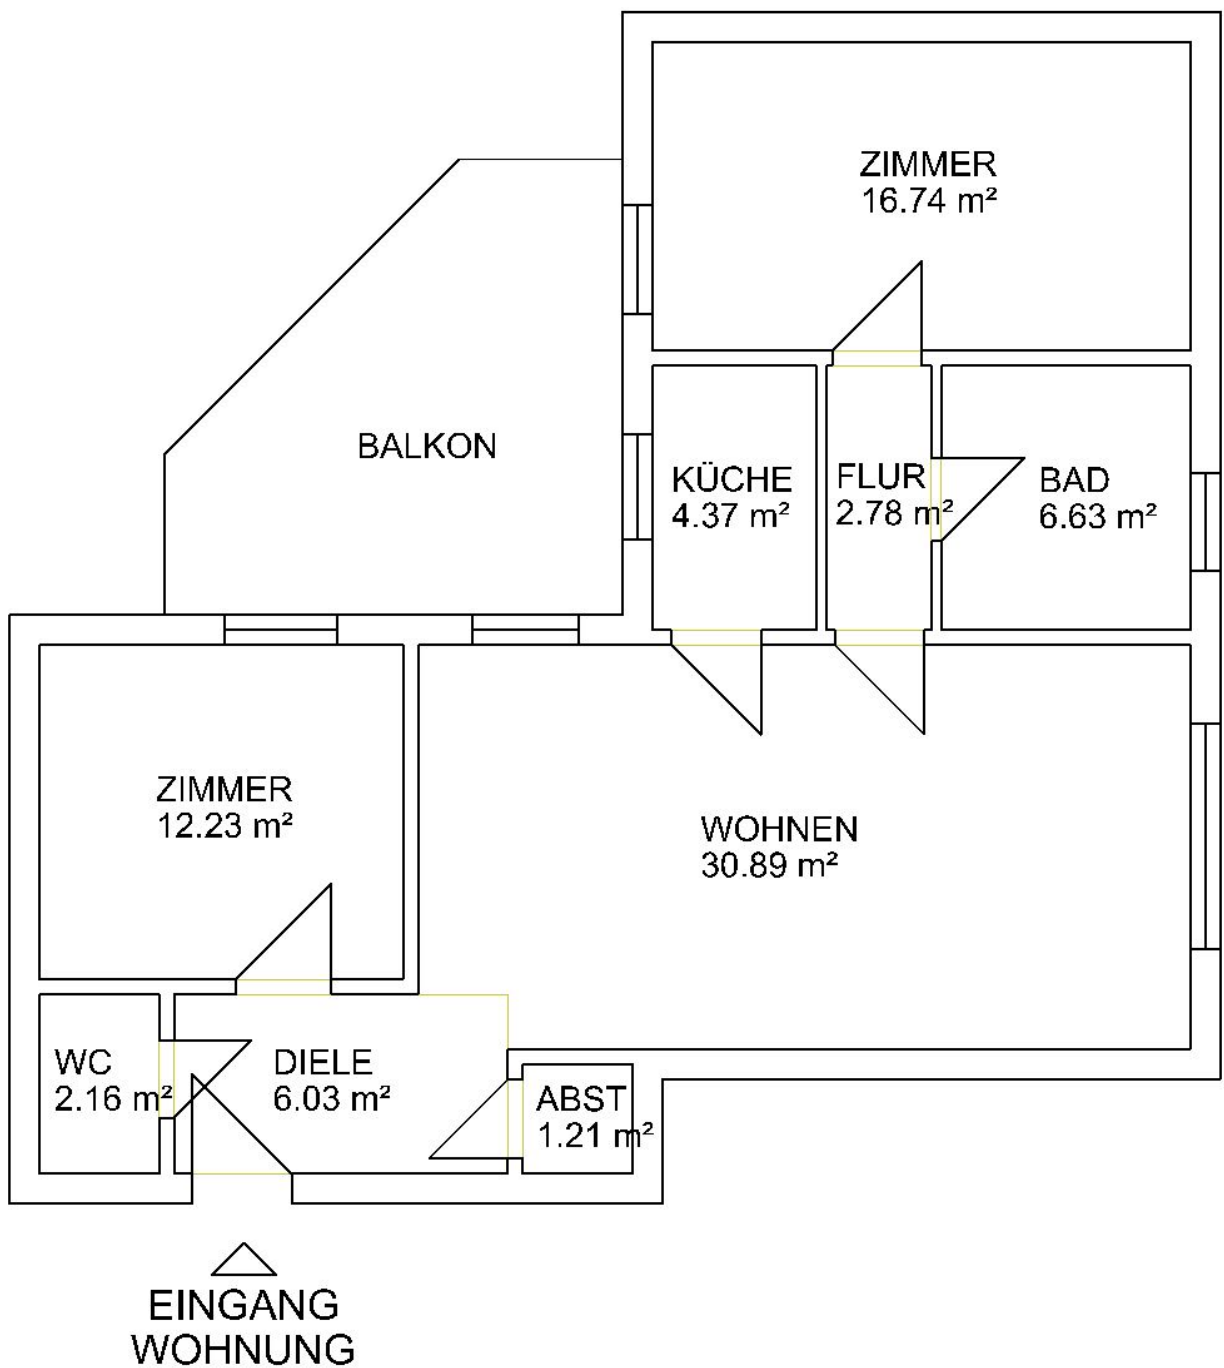 ZIMMER
16.74 m²
BALKON
KÜCHE
4.37 m²
FLUR
2.78 m²
BAD
6.63 m²
ZIMMER
12.23 m²
WOHNEN
30.89 m²
WC
2.16 m²
DIELE
6.03 m²
ABST
1.21 m²
EINGANG
WOHNUNG